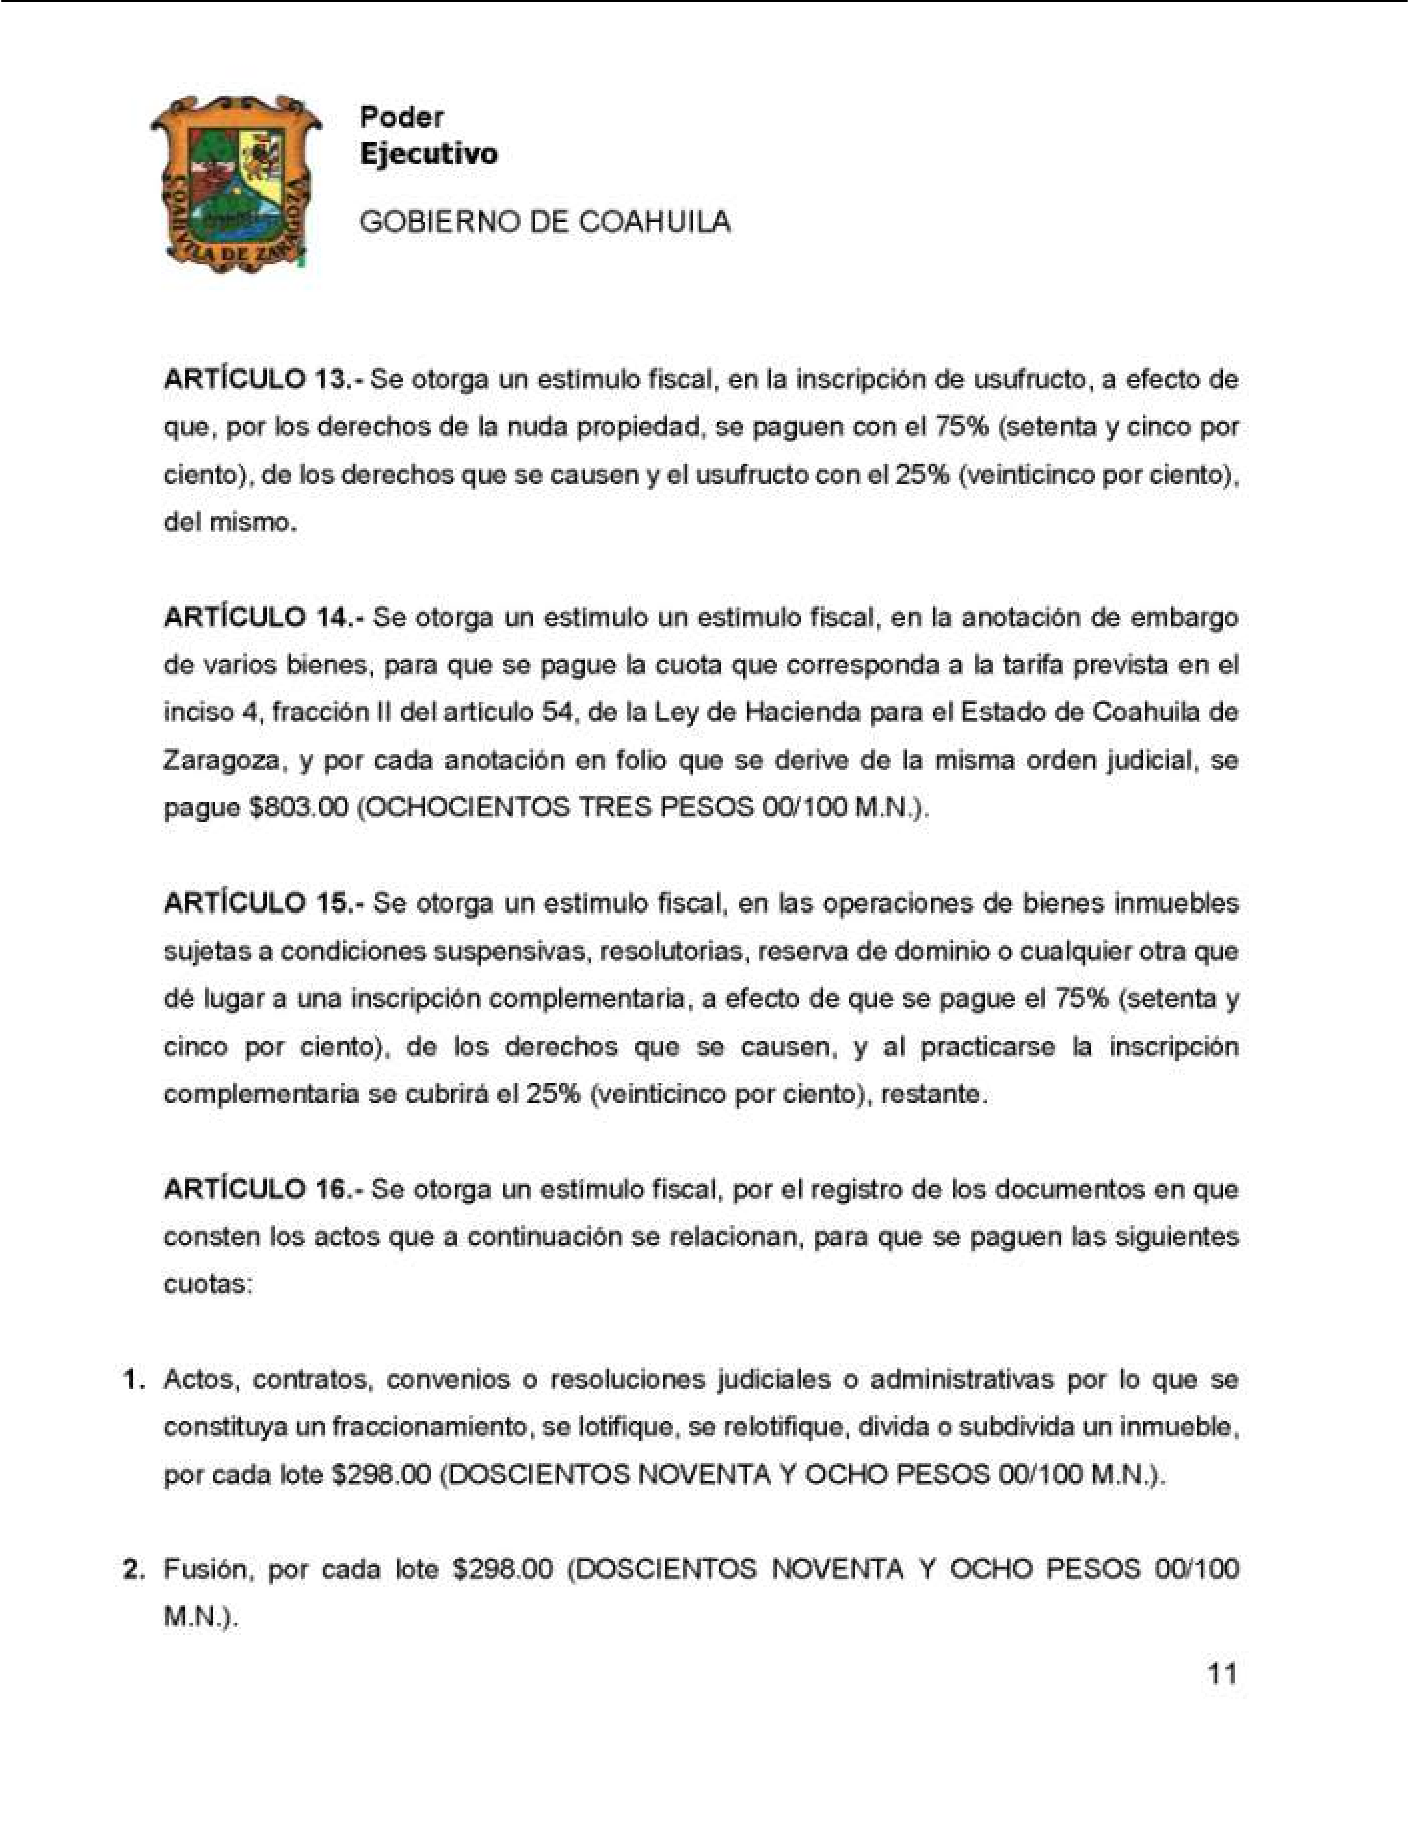 COAHVILA DE ZARAGOZA
Poder
Ejecutivo
GOBIERNO DE COAHUILA
ARTÍCULO 13.- Se otorga un estímulo fiscal, en la inscripción de usufructo, a efecto de
que, por los derechos de la nuda propiedad, se paguen con el 75% (setenta y cinco por
ciento), de los derechos que se causen y el usufructo con el 25% (veinticinco por ciento),
del mismo.
ARTÍCULO 14.- Se otorga un estímulo un estímulo fiscal, en la anotación de embargo
de varios bienes, para que se pague la cuota que corresponda a la tarifa prevista en el
inciso 4, fracción II del artículo 54, de la Ley de Hacienda para el Estado de Coahuila de
Zaragoza, y por cada anotación en folio que se derive de la misma orden judicial, se
pague $803.00 (OCHOCIENTOS TRES PESOS 00/100 M.N.).
ARTÍCULO 15.- Se otorga un estímulo fiscal, en las operaciones de bienes inmuebles
sujetas a condiciones suspensivas, resolutorias, reserva de dominio o cualquier otra que
dé lugar a una inscripción complementaria, a efecto de que se pague el 75% (setenta y
cinco por ciento), de los derechos que se causen, y al practicarse la inscripción
complementaria se cubrirá el 25% (veinticinco por ciento), restante.
ARTÍCULO 16.- Se otorga un estímulo fiscal, por el registro de los documentos en que
consten los actos que a continuación se relacionan, para que se paguen las siguientes
cuotas:
1. Actos, contratos, convenios o resoluciones judiciales o administrativas por lo que se
constituya un fraccionamiento, se lotifique, se relotifique, divida o subdivida un inmueble,
por cada lote $298.00 (DOSCIENTOS NOVENTA Y OCHO PESOS 00/100 M.N.).
2. Fusión, por cada lote $298.00 (DOSCIENTOS NOVENTA Y OCHO PESOS 00/100
M.N.).
11